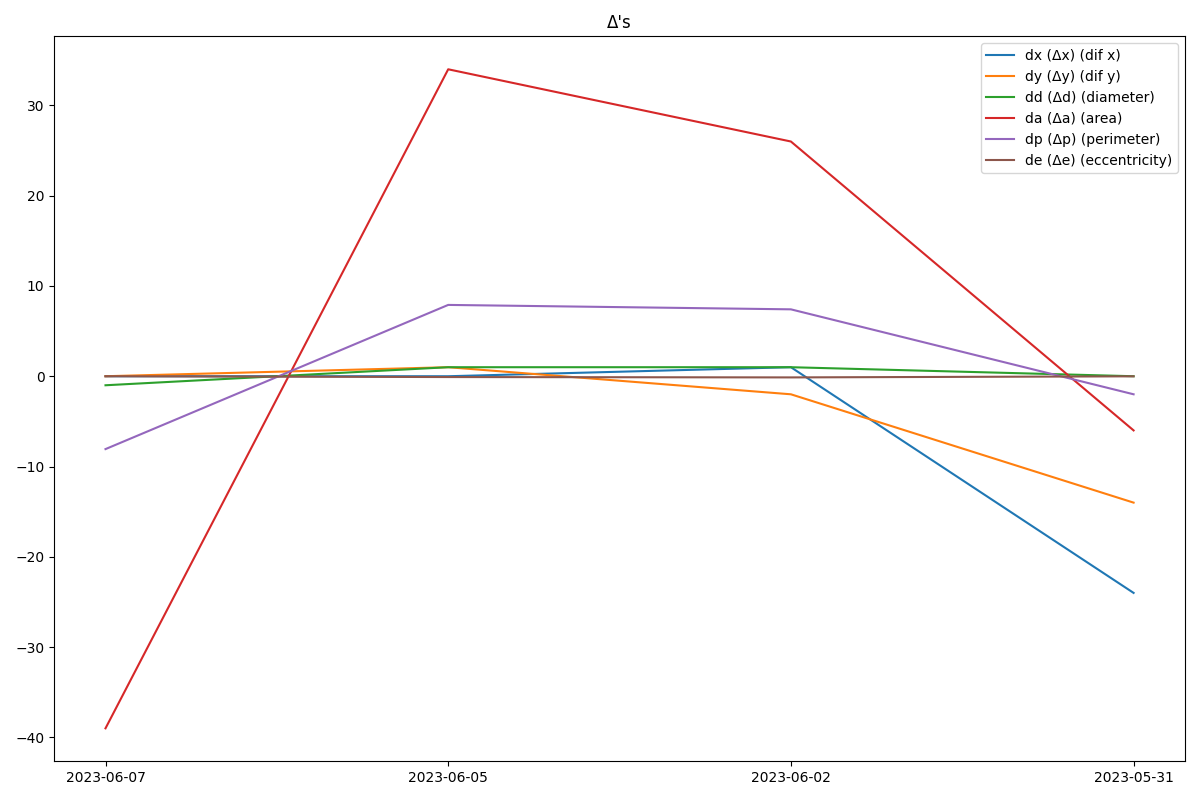 Δ's
dx (Δx) (dif x)
dy (Δy) (dif y)
dd (Δd) (diameter)
da (Δa) (area)
dp (Δp) (perimeter)
de (Δe) (eccentricity)
30
20
10
0
−10
−20
−30
−40
2023-06-07 2023-06-05 2023-06-02 2023-05-31